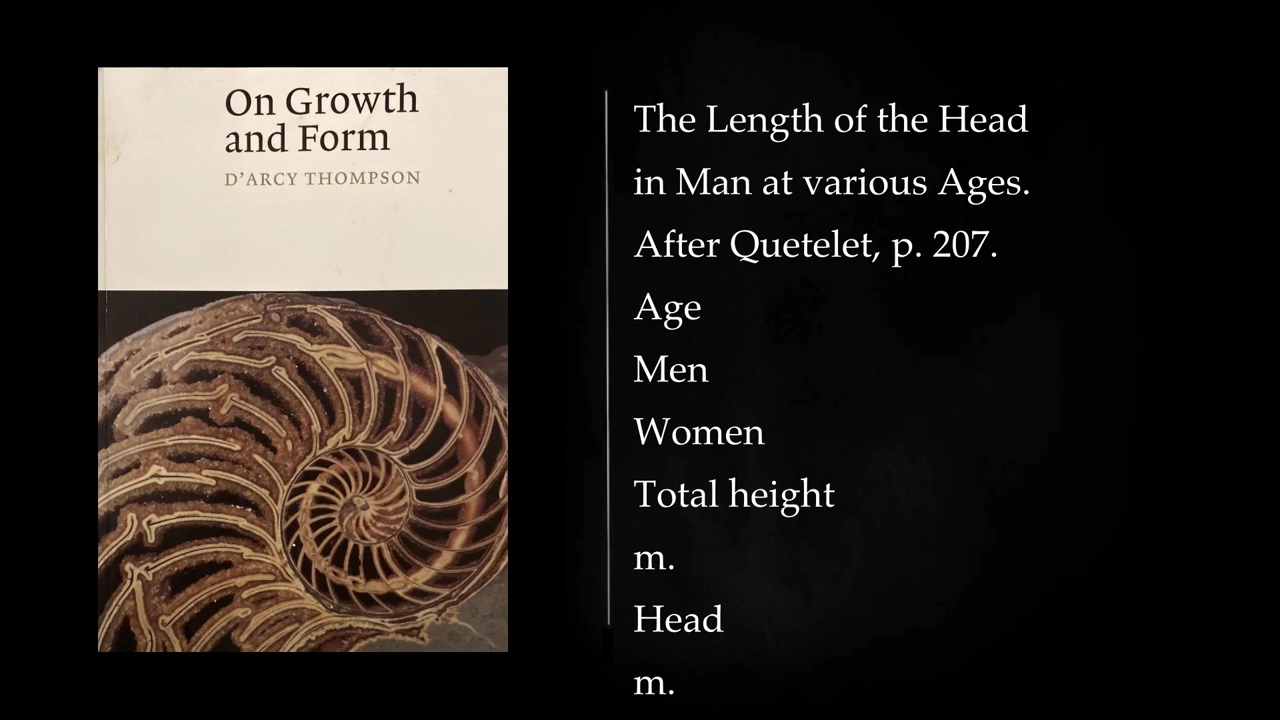 On Growth
and Form
D'ARCY THOMPSON
The Length of the Head
in Man at various Ages.
After Quetelet, p. 207.
Age
Men
Women
Total height
m.
Head
m.